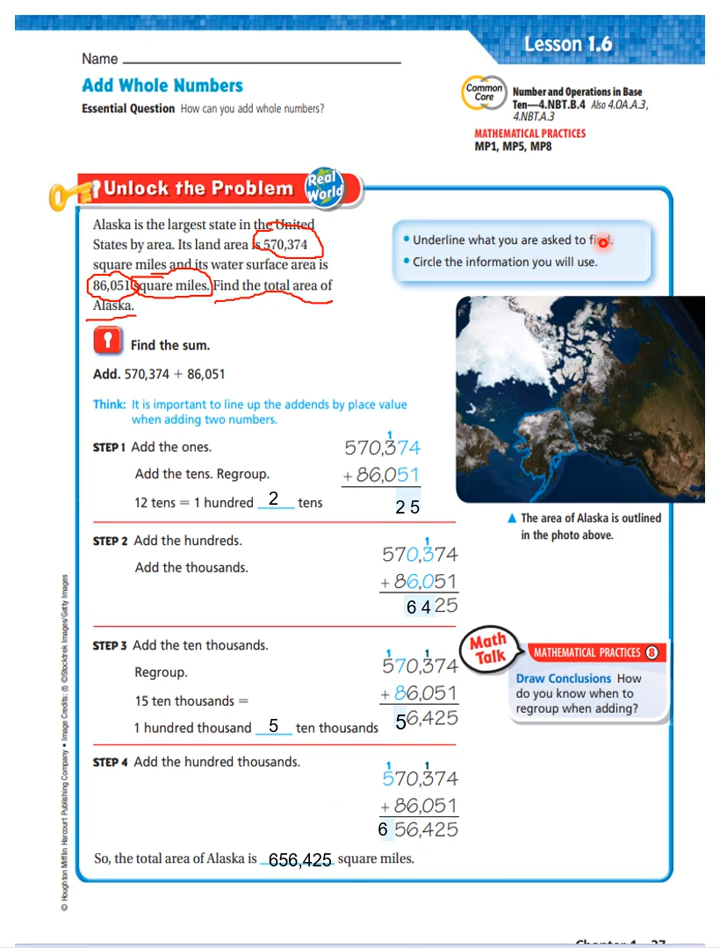 Lesson 1.6
Name
Add Whole Numbers
Essential Question How can you add whole numbers?
Common Core
Number and Operations in Base
Ten—4.NBT.B.4 Also 4.OA.A.3,
4.NBT.A.3
MATHEMATICAL PRACTICES
MP1, MP5, MP8
Unlock the Problem
Real World
Alaska is the largest state in the United
States by area. Its land area is 570,374
square miles and its water surface area is
86,051 square miles. Find the total area of
Alaska.
• Underline what you are asked to find.
• Circle the information you will use.
Find the sum.
Add. 570,374 + 86,051
Think: It is important to line up the addends by place value
when adding two numbers.
STEP 1 Add the ones.
Add the tens. Regroup.
12 tens = 1 hundred 2 tens
1
570,374
+ 86,051
25
▲ The area of Alaska is outlined
in the photo above.
STEP 2 Add the hundreds.
Add the thousands.
1
570,374
+ 86,051
6425
STEP 3 Add the ten thousands.
Regroup.
15 ten thousands =
1 hundred thousand 5 ten thousands
1 1
570,374
+ 86,051
56,425
Math Talk
MATHEMATICAL PRACTICES 8
Draw Conclusions How
do you know when to
regroup when adding?
STEP 4 Add the hundred thousands.
1 1
570,374
+ 86,051
656,425
So, the total area of Alaska is 656,425 square miles.
© Houghton Mifflin Harcourt Publishing Company • Image Credits: (t) ©Stocktrek Images/Getty Images